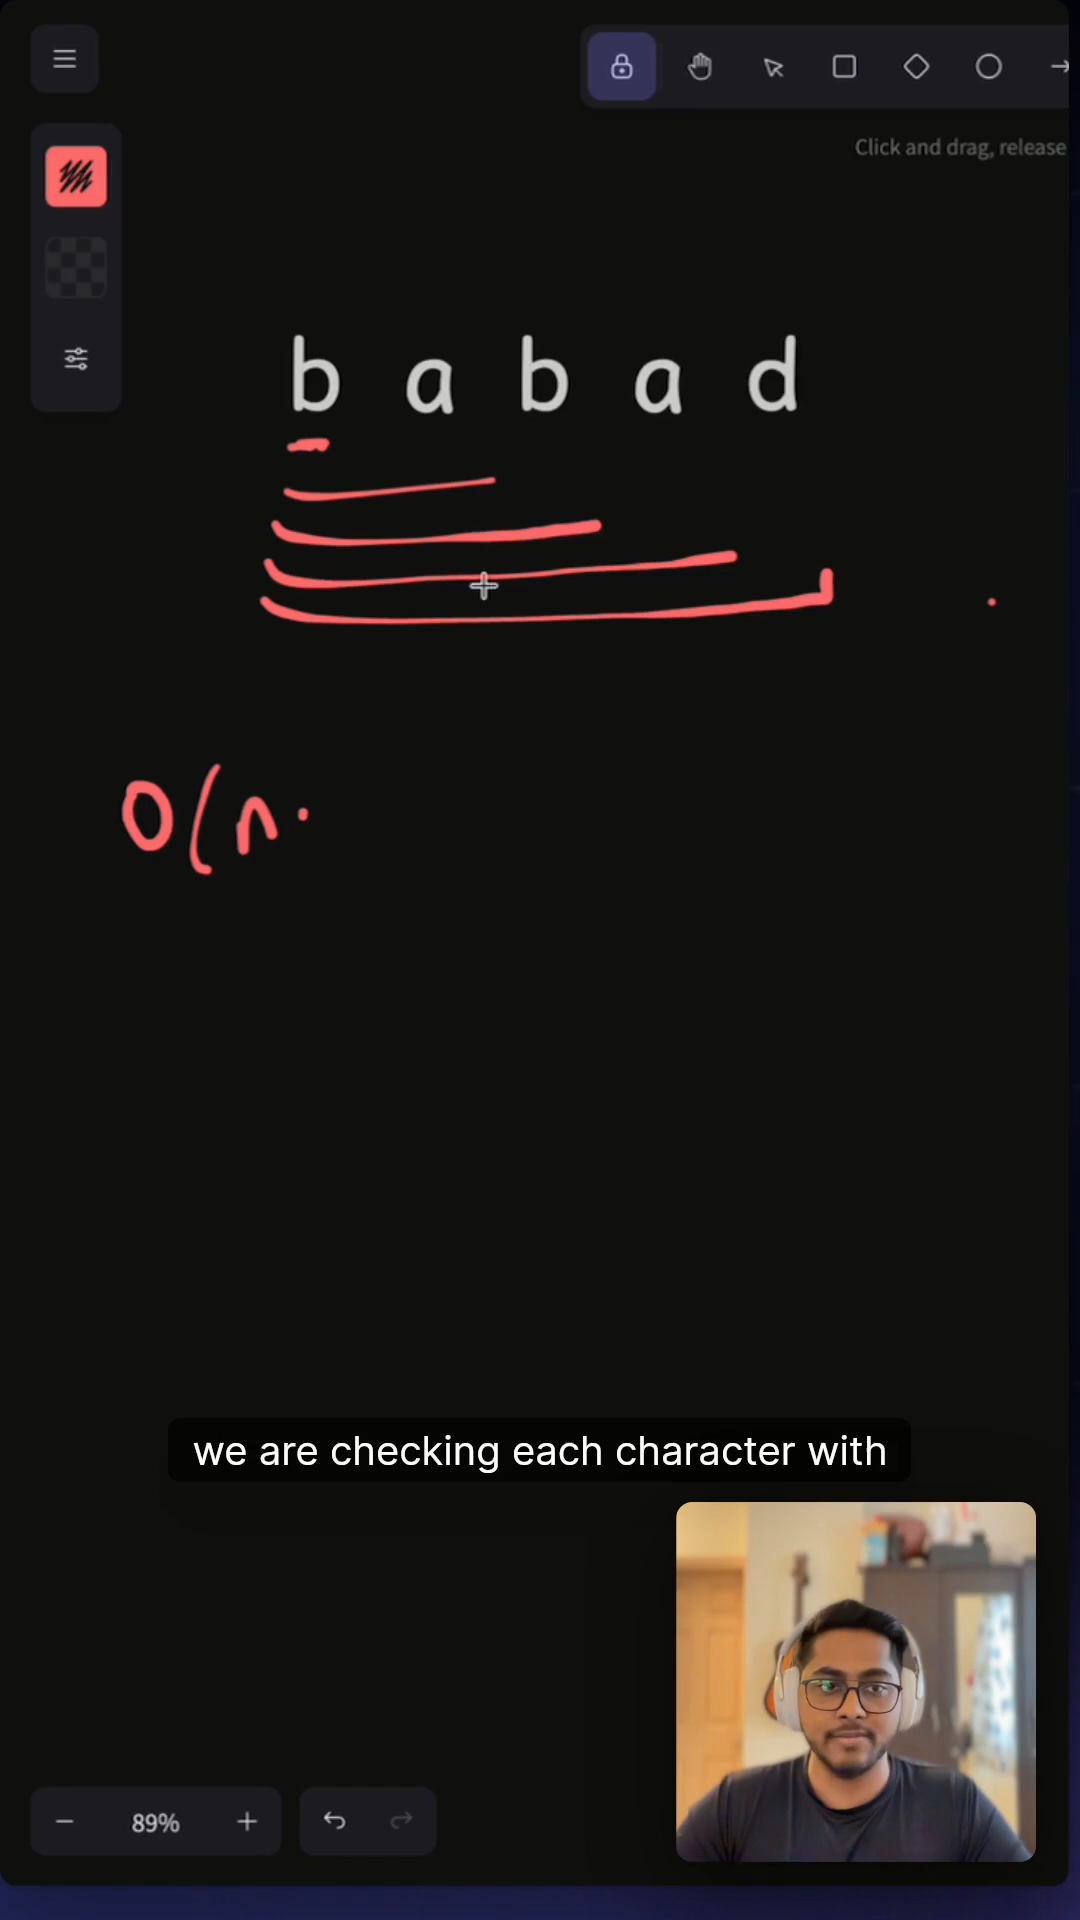 Click and drag, release
b a b a d
O(n·
we are checking each character with
89%